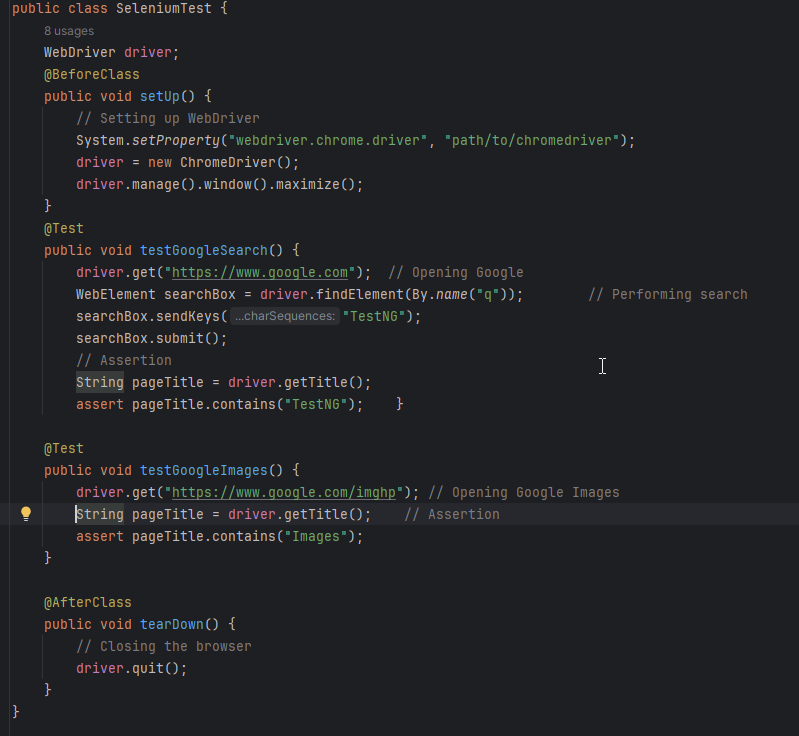 public class SeleniumTest {
8 usages
WebDriver driver;
@BeforeClass
public void setUp() {
// Setting up WebDriver
System.setProperty("webdriver.chrome.driver", "path/to/chromedriver");
driver = new ChromeDriver();
driver.manage().window().maximize();
}
@Test
public void testGoogleSearch() {
driver.get("https://www.google.com");  // Opening Google
WebElement searchBox = driver.findElement(By.name("q"));        // Performing search
searchBox.sendKeys( ...charSequences: "TestNG");
searchBox.submit();
// Assertion
String pageTitle = driver.getTitle();
assert pageTitle.contains("TestNG");    }
@Test
public void testGoogleImages() {
driver.get("https://www.google.com/imghp"); // Opening Google Images
String pageTitle = driver.getTitle();    // Assertion
assert pageTitle.contains("Images");
}
@AfterClass
public void tearDown() {
// Closing the browser
driver.quit();
}
}